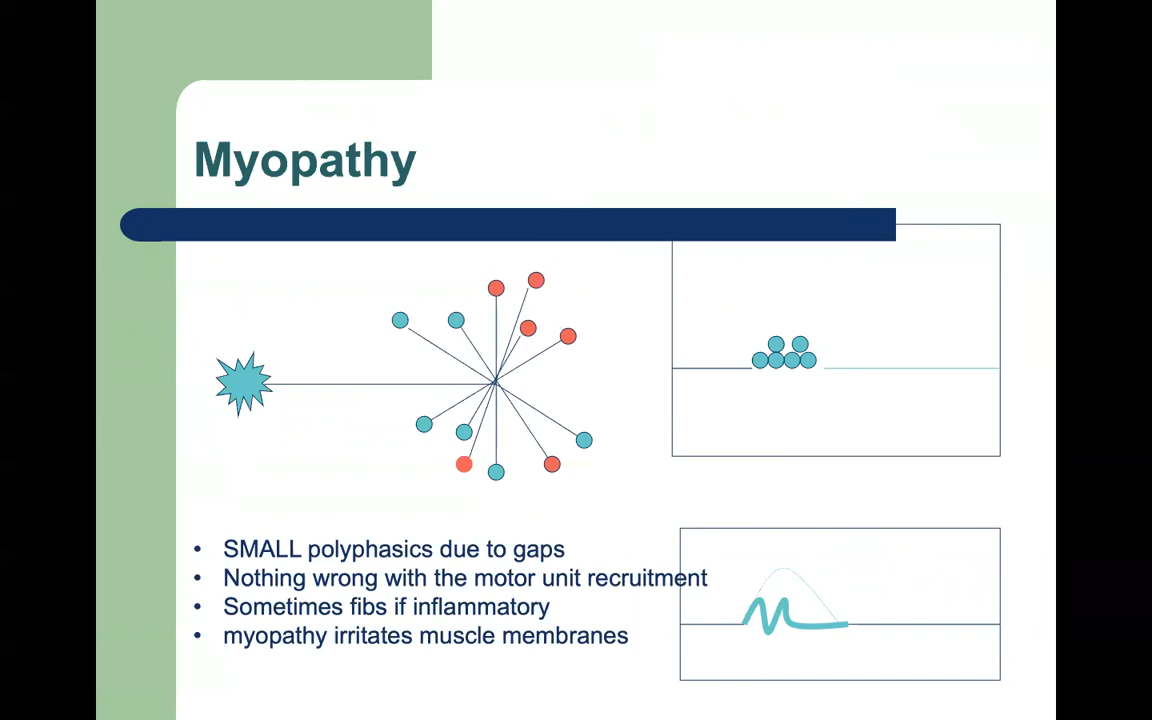 Myopathy
• SMALL polyphasics due to gaps
• Nothing wrong with the motor unit recruitment
• Sometimes fibs if inflammatory
• myopathy irritates muscle membranes